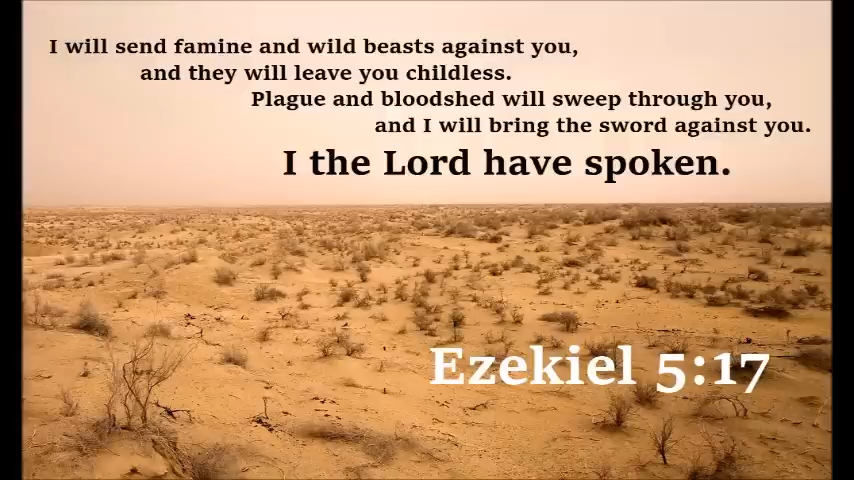 I will send famine and wild beasts against you,
and they will leave you childless.
Plague and bloodshed will sweep through you,
and I will bring the sword against you.
I the Lord have spoken.
Ezekiel 5:17